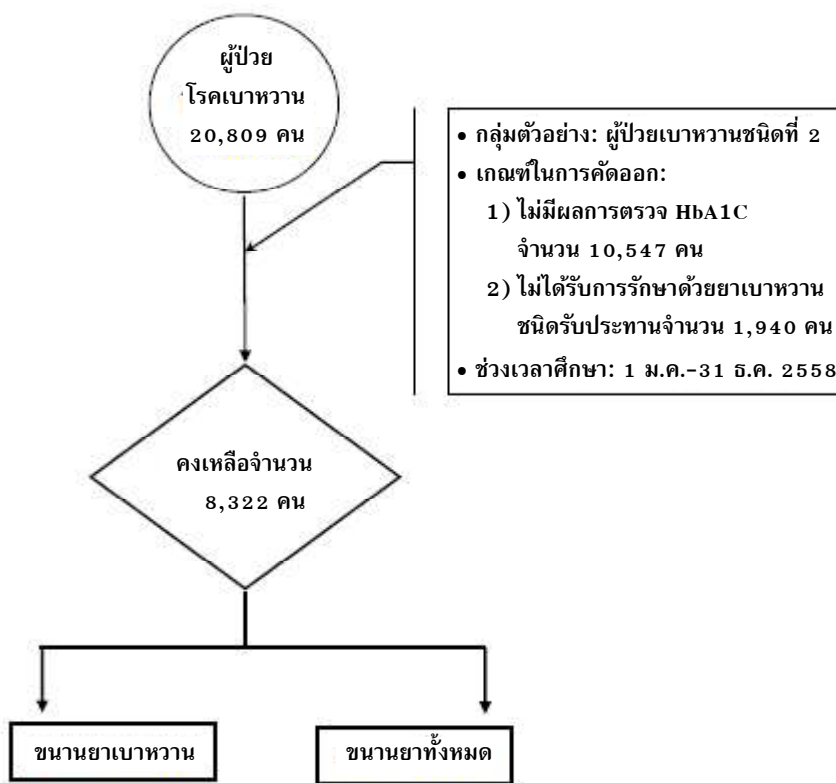 ผู้ป่วย
โรคเบาหวาน
20,809 คน
• กลุ่มตัวอย่าง: ผู้ป่วยเบาหวานชนิดที่ 2
• เกณฑ์ในการคัดออก:
1) ไม่มีผลการตรวจ HbA1C
จำนวน 10,547 คน
2) ไม่ได้รับการรักษาด้วยยาเบาหวาน
ชนิดรับประทานจำนวน 1,940 คน
• ช่วงเวลาศึกษา: 1 ม.ค.-31 ธ.ค. 2558
คงเหลือจำนวน
8,322 คน
ขนานยาเบาหวาน
ขนานยาทั้งหมด